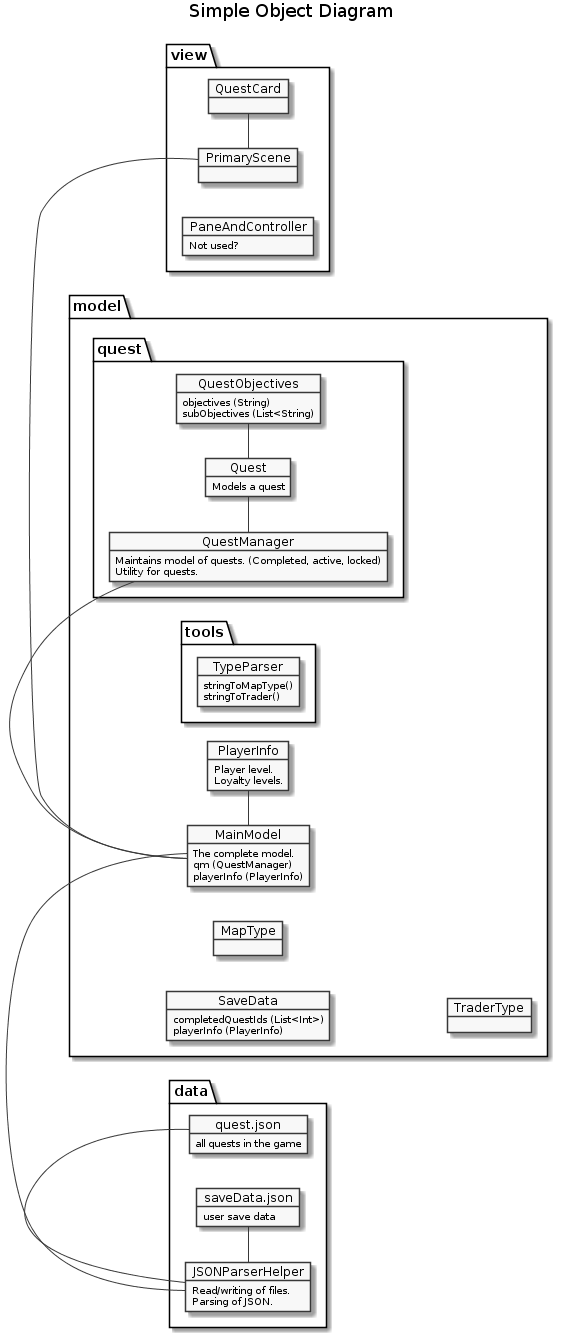 Simple Object Diagram
view
QuestCard
PrimaryScene
PaneAndController
Not used?
model
quest
QuestObjectives
objectives (String)
subObjectives (List<String)
Quest
Models a quest
QuestManager
Maintains model of quests. (Completed, active, locked)
Utility for quests.
tools
TypeParser
stringToMapType()
stringToTrader()
PlayerInfo
Player level.
Loyalty levels.
MainModel
The complete model.
qm (QuestManager)
playerInfo (PlayerInfo)
MapType
SaveData
completedQuestIds (List<Int>)
playerInfo (PlayerInfo)
TraderType
data
quest.json
all quests in the game
saveData.json
user save data
JSONParserHelper
Read/writing of files.
Parsing of JSON.